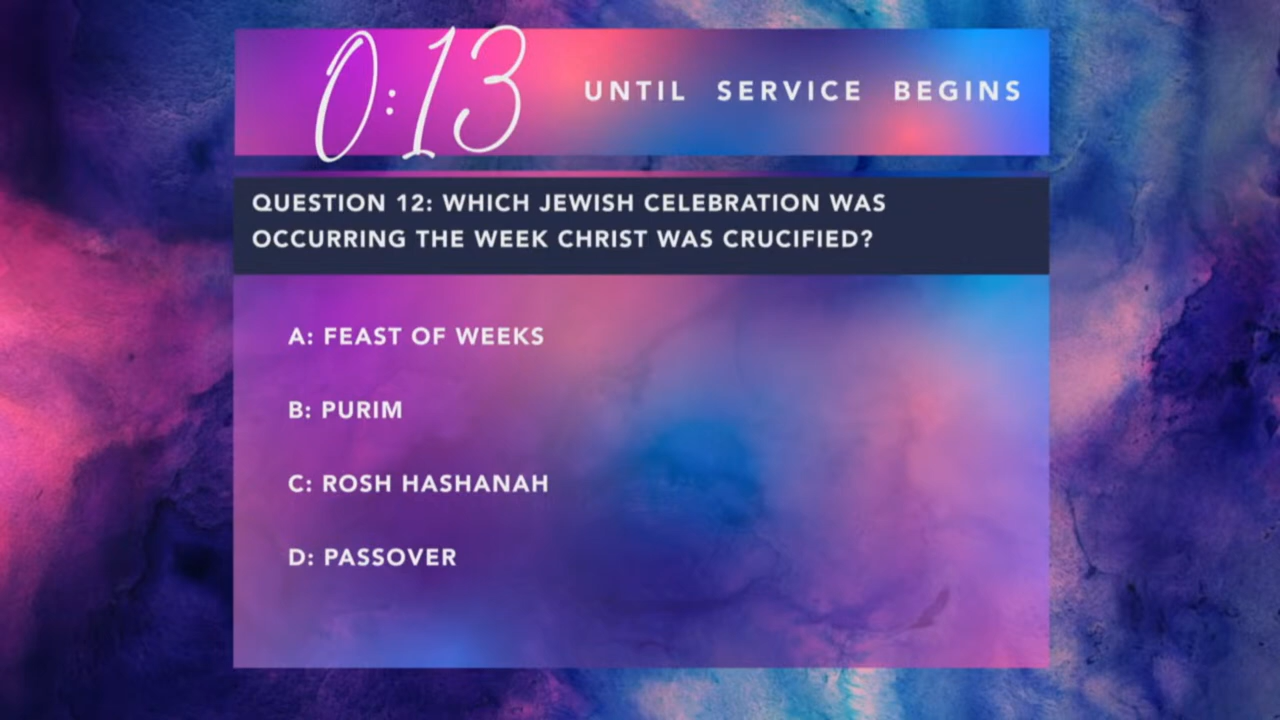 0:13 UNTIL SERVICE BEGINS
QUESTION 12: WHICH JEWISH CELEBRATION WAS
OCCURRING THE WEEK CHRIST WAS CRUCIFIED?
A: FEAST OF WEEKS
B: PURIM
C: ROSH HASHANAH
D: PASSOVER